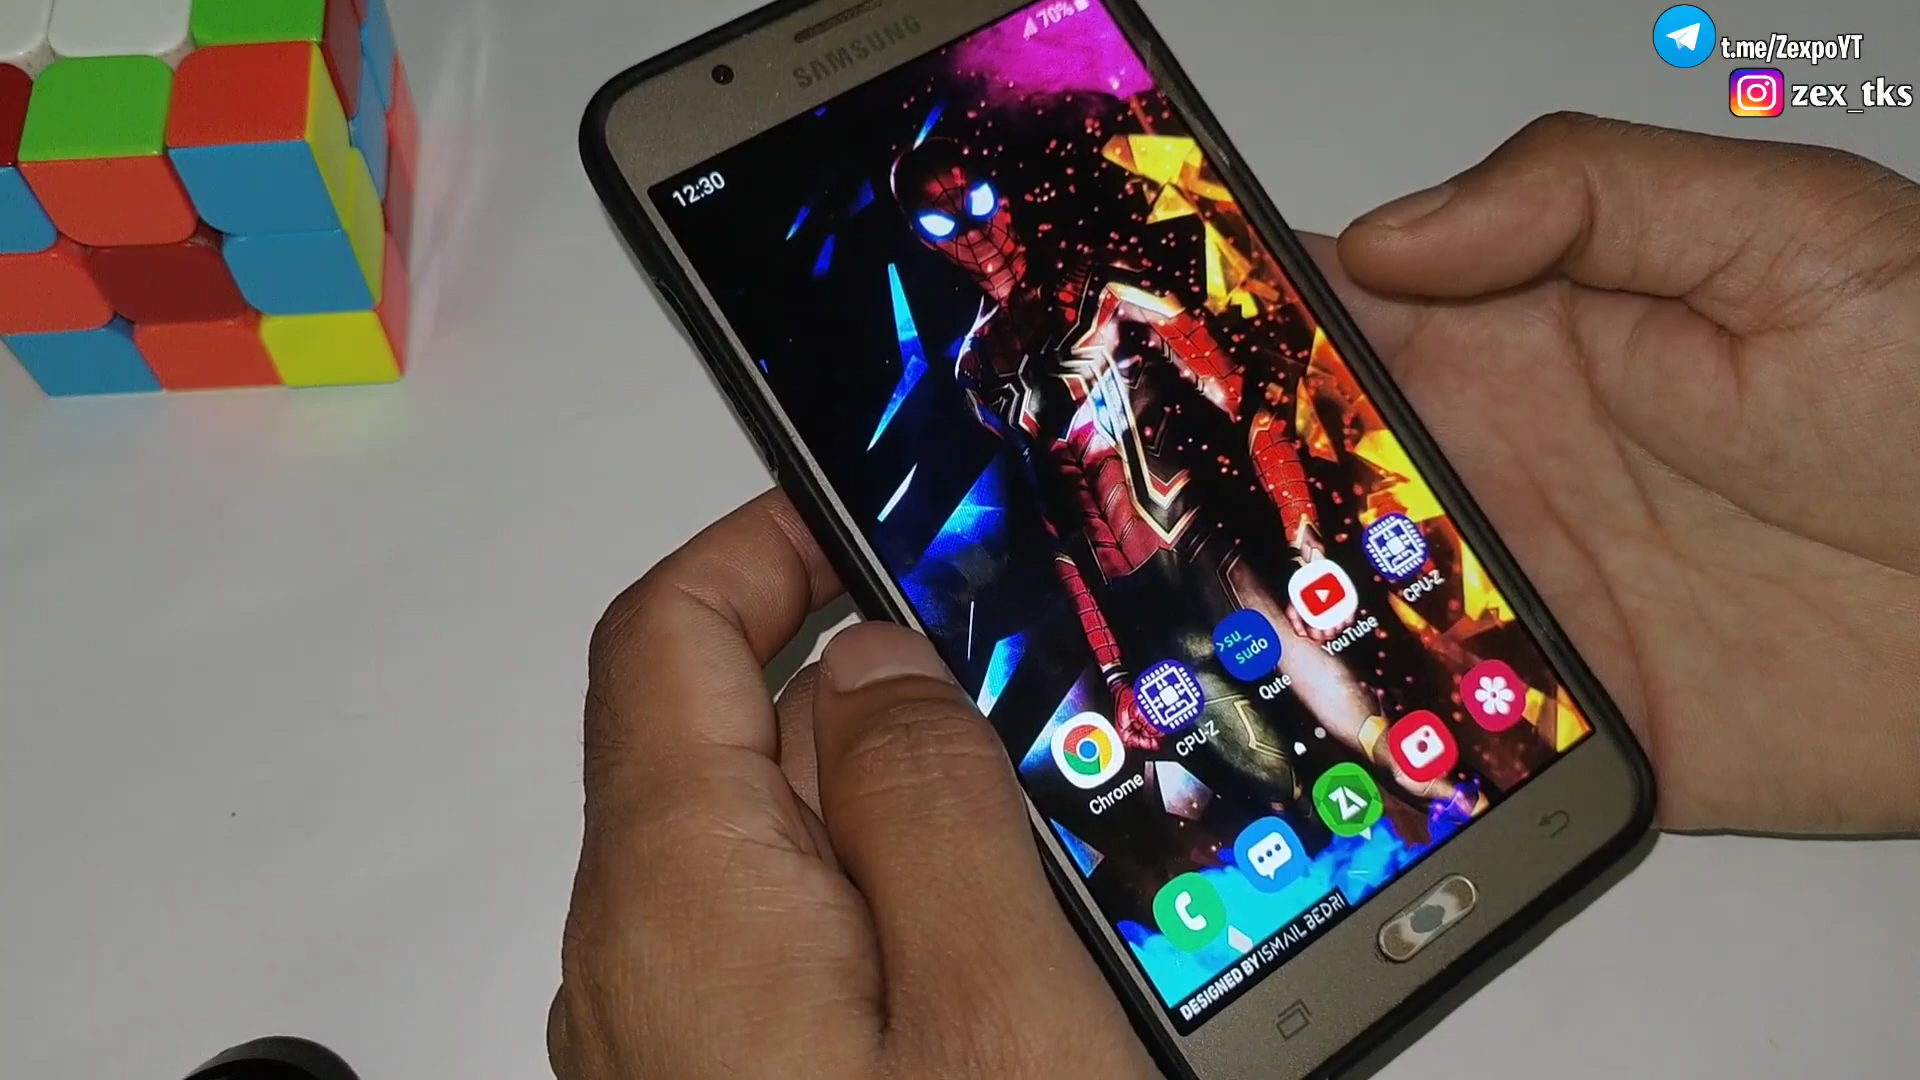 t.me/ZexpoYT
zex_tks
SAMSUNG
70%
12:30
CPU-Z
YouTube
>su_
sudo
Qute
CPU-Z
Chrome
DESIGNED BY ISMAIL BEDRI